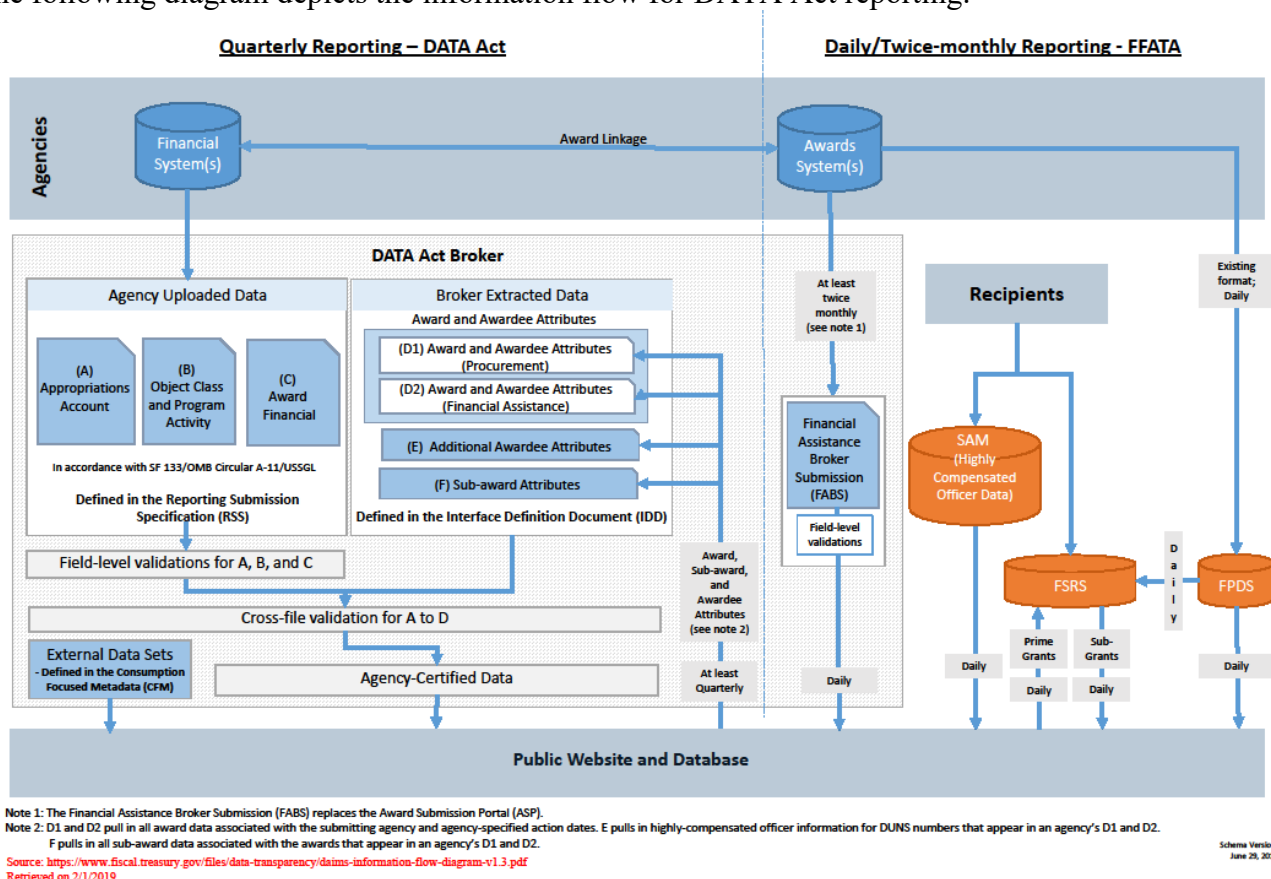 he following diagram depicts the information flow for DATA Act reporting.
Quarterly Reporting – DATA Act
Daily/Twice-monthly Reporting - FFATA
Agencies
Financial
System(s)
Award Linkage
Awards
System(s)
DATA Act Broker
Agency Uploaded Data
(A)
Appropriations
Account
(B)
Object Class
and Program
Activity
(C)
Award
Financial
In accordance with SF 133/OMB Circular A-11/USSGL
Defined in the Reporting Submission
Specification (RSS)
Broker Extracted Data
Award and Awardee Attributes
(D1) Award and Awardee Attributes
(Procurement)
(D2) Award and Awardee Attributes
(Financial Assistance)
(E) Additional Awardee Attributes
(F) Sub-award Attributes
Defined in the Interface Definition Document (IDD)
Field-level validations for A, B, and C
Cross-file validation for A to D
External Data Sets
- Defined in the Consumption
Focused Metadata (CFM)
Agency-Certified Data
Award,
Sub-award,
and
Awardee
Attributes
(see note 2)
At least
Quarterly
At least
twice
monthly
(see note 1)
Financial
Assistance
Broker
Submission
(FABS)
Field-level
validations
Daily
Recipients
SAM
(Highly
Compensated
Officer Data)
Daily
FSRS
Prime
Grants
Daily
Sub-
Grants
Daily
D
a
i
l
y
Existing
format;
Daily
FPDS
Daily
Public Website and Database
Note 1: The Financial Assistance Broker Submission (FABS) replaces the Award Submission Portal (ASP).
Note 2: D1 and D2 pull in all award data associated with the submitting agency and agency-specified action dates. E pulls in highly-compensated officer information for DUNS numbers that appear in an agency's D1 and D2.
F pulls in all sub-award data associated with the awards that appear in an agency's D1 and D2.
Source: https://www.fiscal.treasury.gov/files/data-transparency/daims-information-flow-diagram-v1.3.pdf
Retrieved on 2/1/2019
Schema Versio
June 29, 20